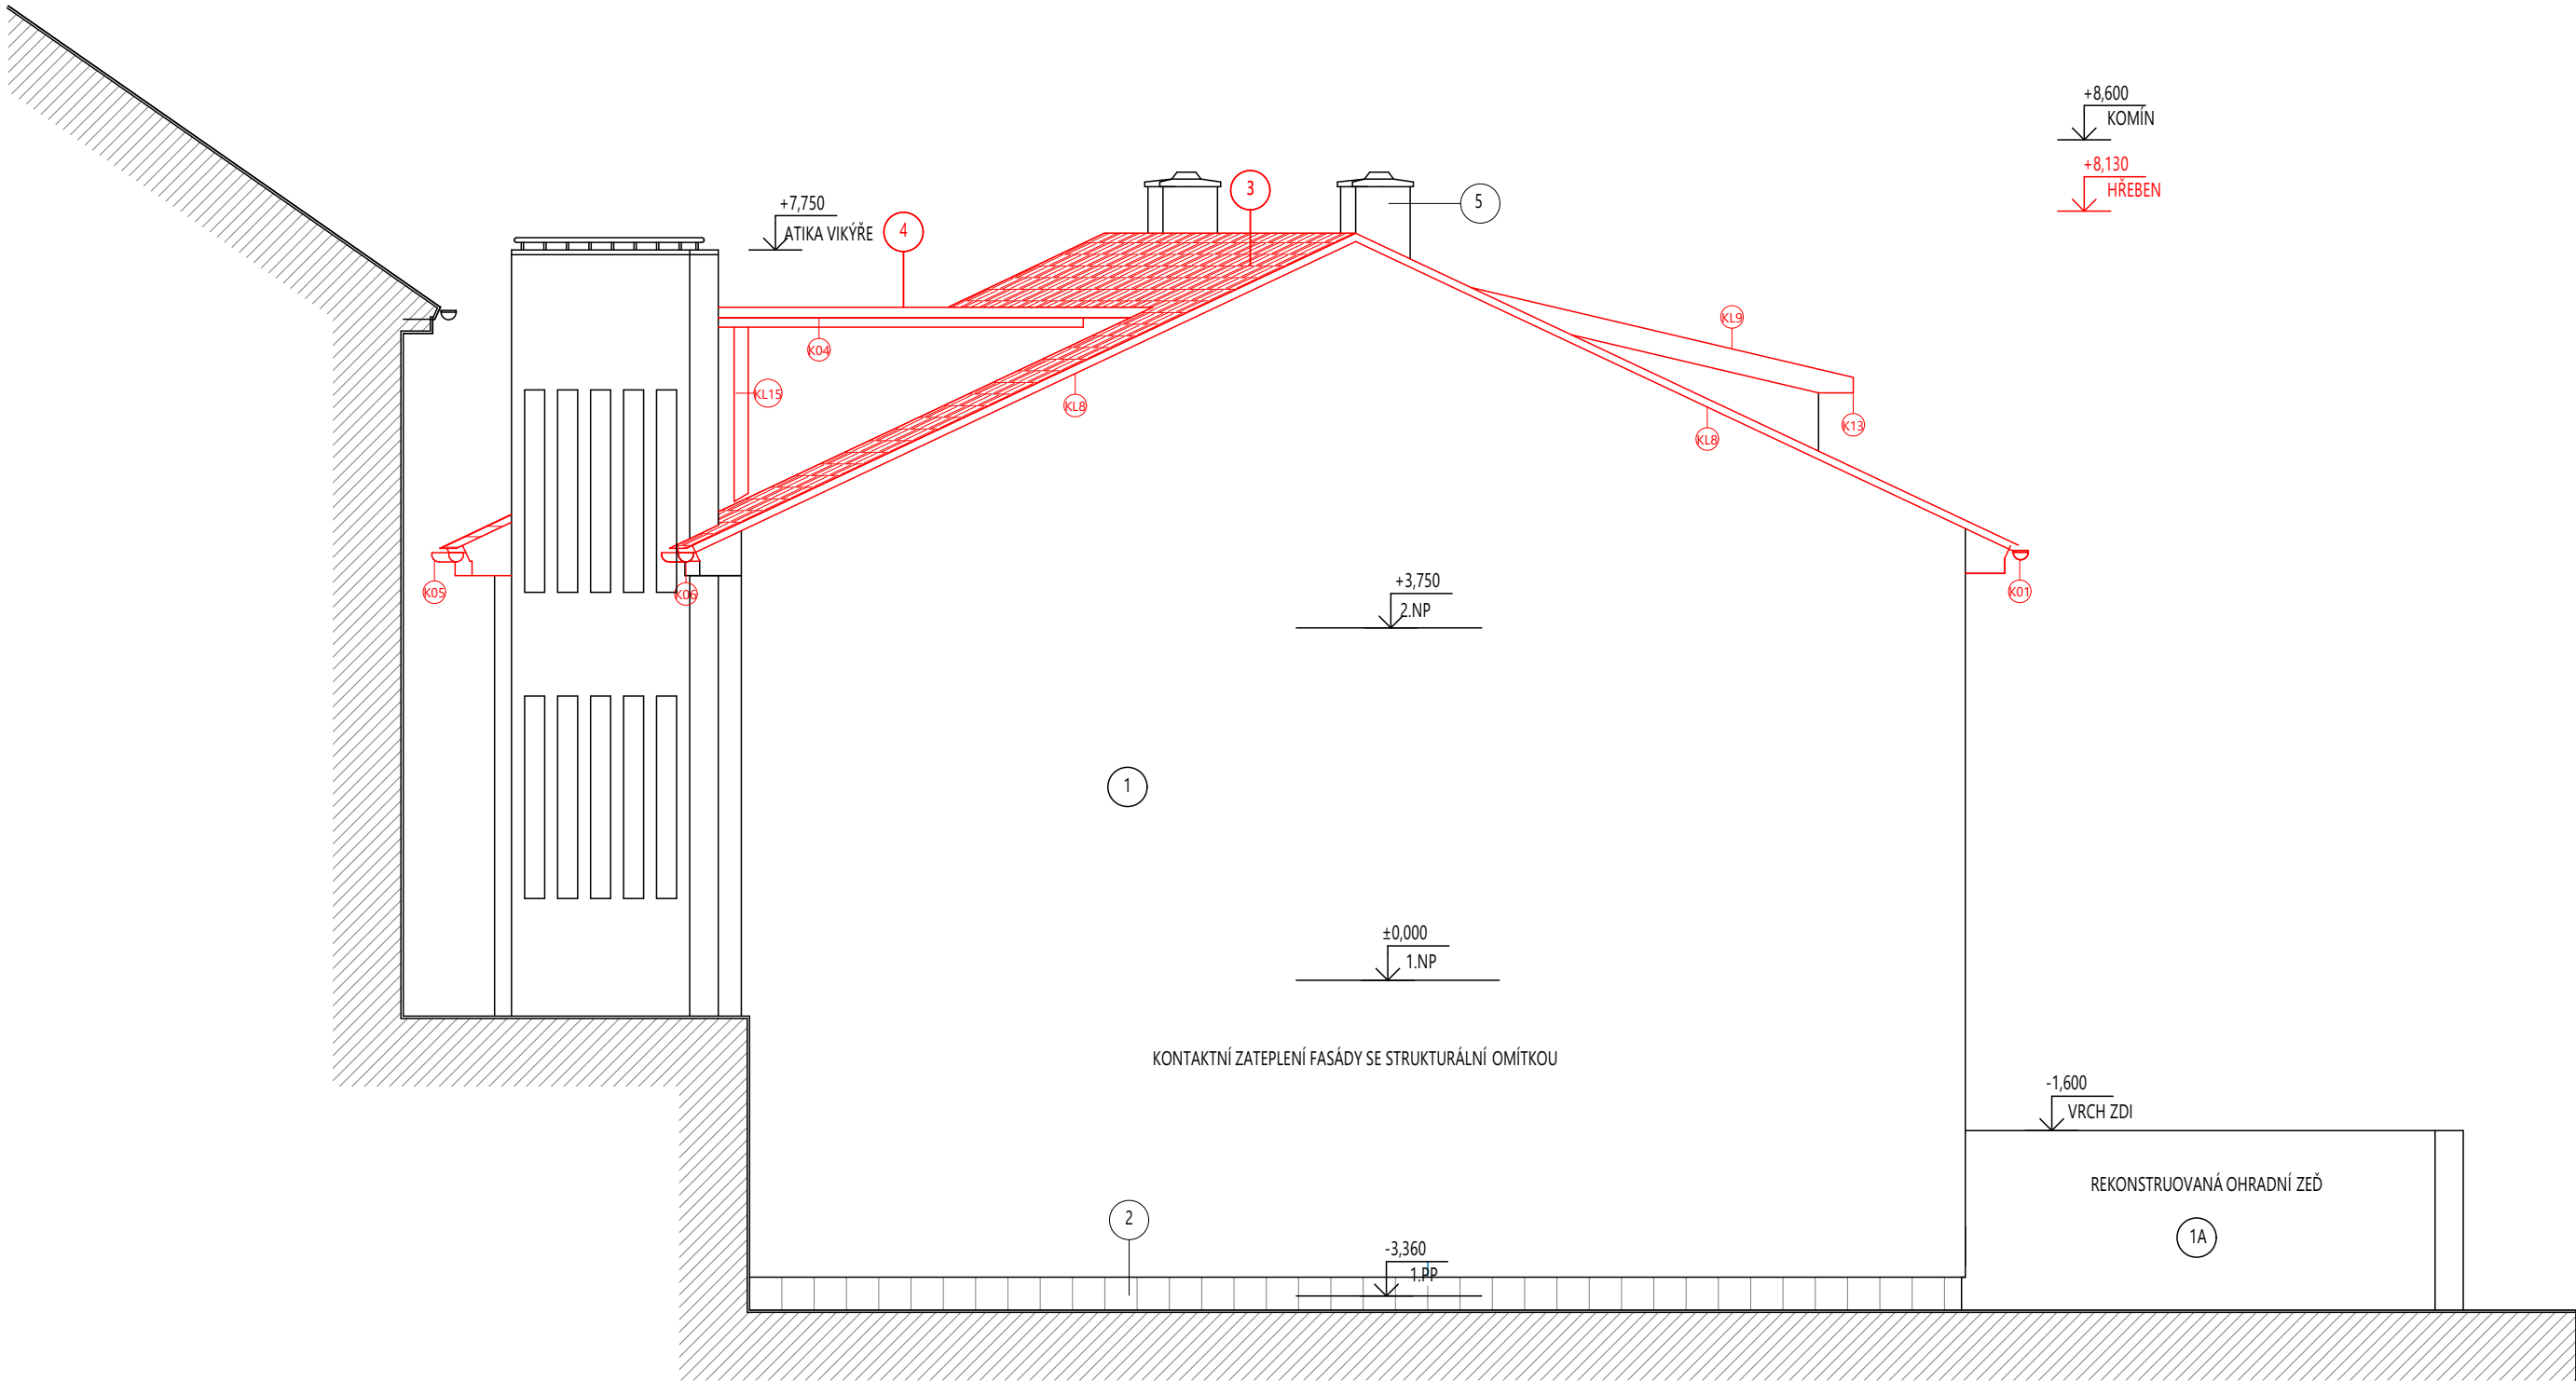 +8,600
KOMÍN
+8,130
HŘEBEN
3
5
+7,750
ATIKA VIKÝŘE
4
KL9
K04
KL15
KL8
K13
KL8
K05
K06
K01
+3,750
2.NP
1
±0,000
1.NP
KONTAKTNÍ ZATEPLENÍ FASÁDY SE STRUKTURÁLNÍ OMÍTKOU
-1,600
VRCH ZDI
REKONSTRUOVANÁ OHRADNÍ ZEĎ
2
1A
-3,360
1.PP